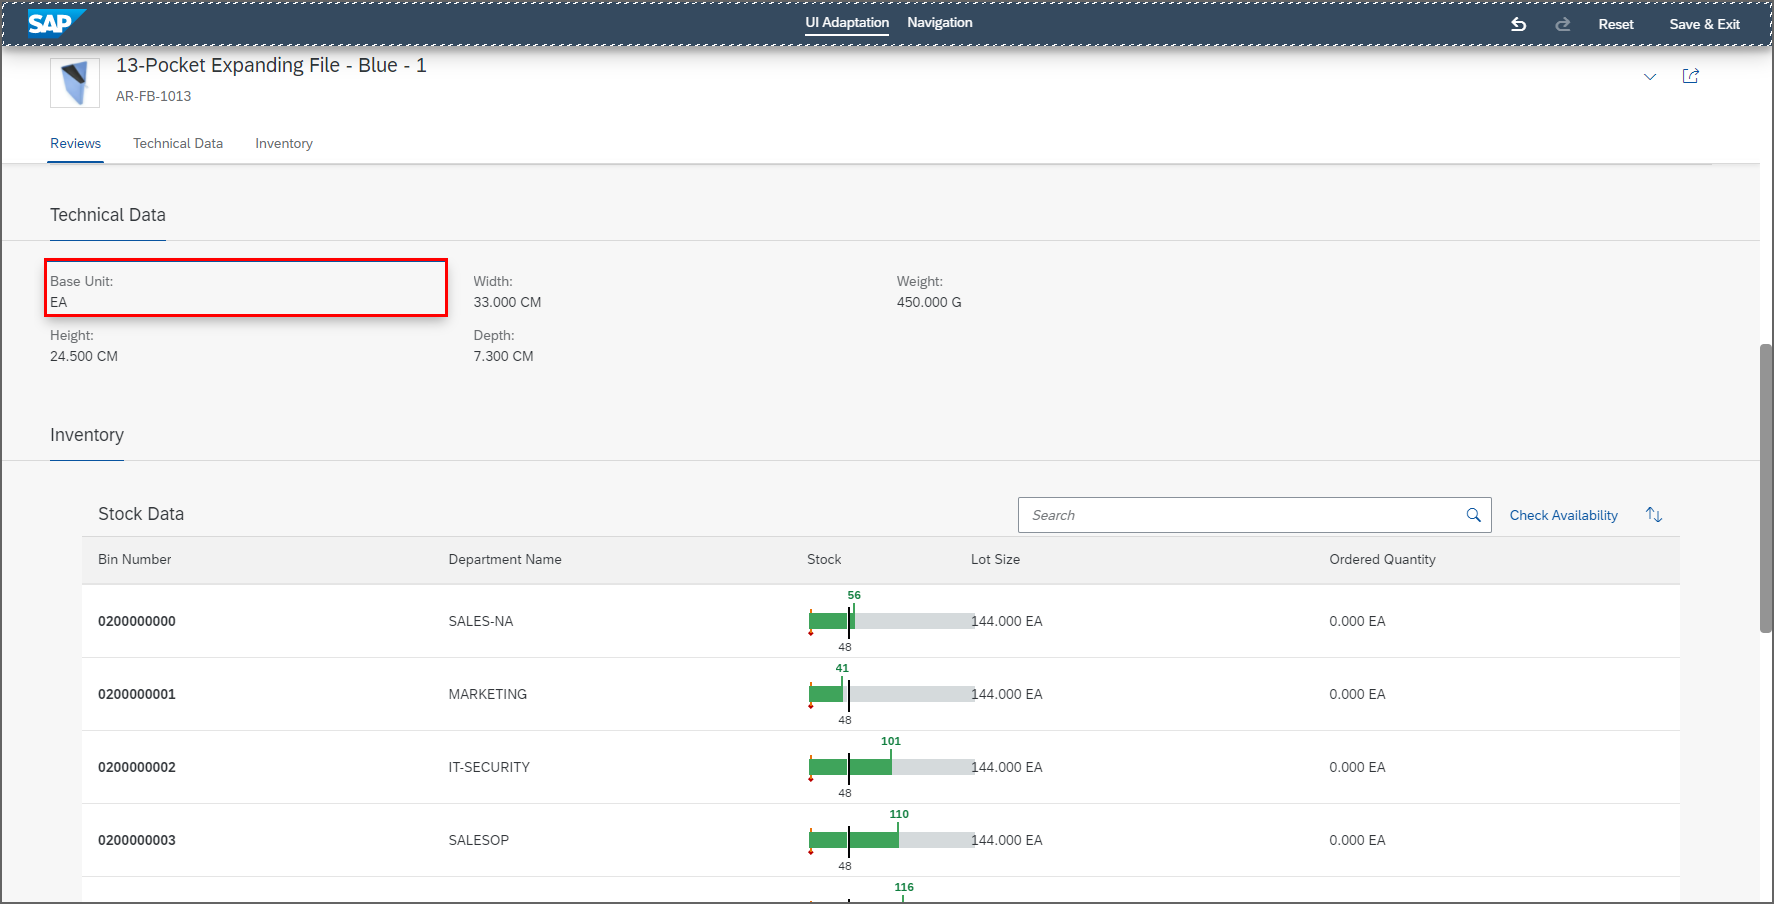 SAP UI Adaptation Navigation Reset Save & Exit
13-Pocket Expanding File - Blue - 1
AR-FB-1013
Reviews Technical Data Inventory
Technical Data
Base Unit: Width: Weight:
EA 33.000 CM 450.000 G
Height: Depth:
24.500 CM 7.300 CM
Inventory
Stock Data Search Check Availability
Bin Number Department Name Stock Lot Size Ordered Quantity
56
0200000000 SALES-NA 144.000 EA 0.000 EA
48
41
0200000001 MARKETING 144.000 EA 0.000 EA
48
101
0200000002 IT-SECURITY 144.000 EA 0.000 EA
48
110
0200000003 SALESOP 144.000 EA 0.000 EA
48
116